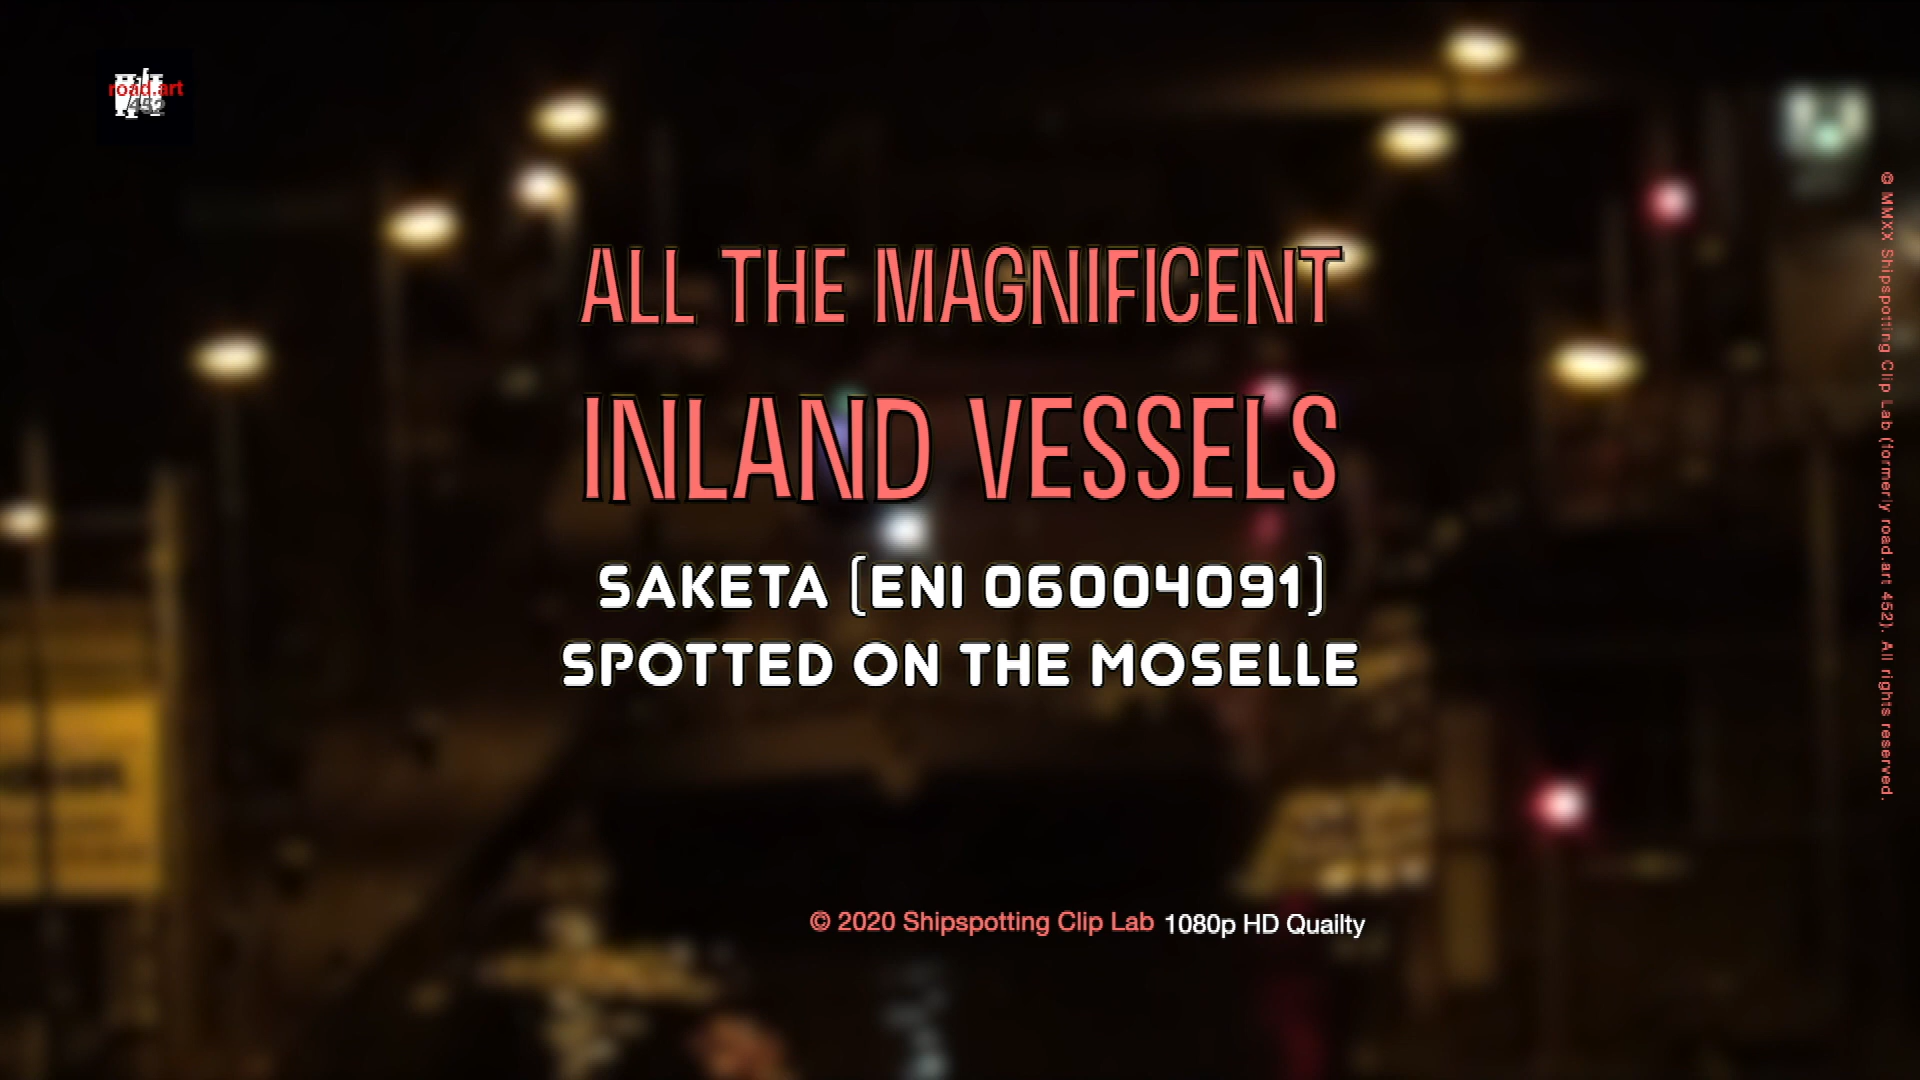 road.art
452
ALL THE MAGNIFICENT
INLAND VESSELS
SAKETA (ENI 06004091)
SPOTTED ON THE MOSELLE
© 2020 Shipspotting Clip Lab 1080p HD Quailty
© MMXX Shipspotting Clip Lab (formerly road.art 452). All rights reserved.